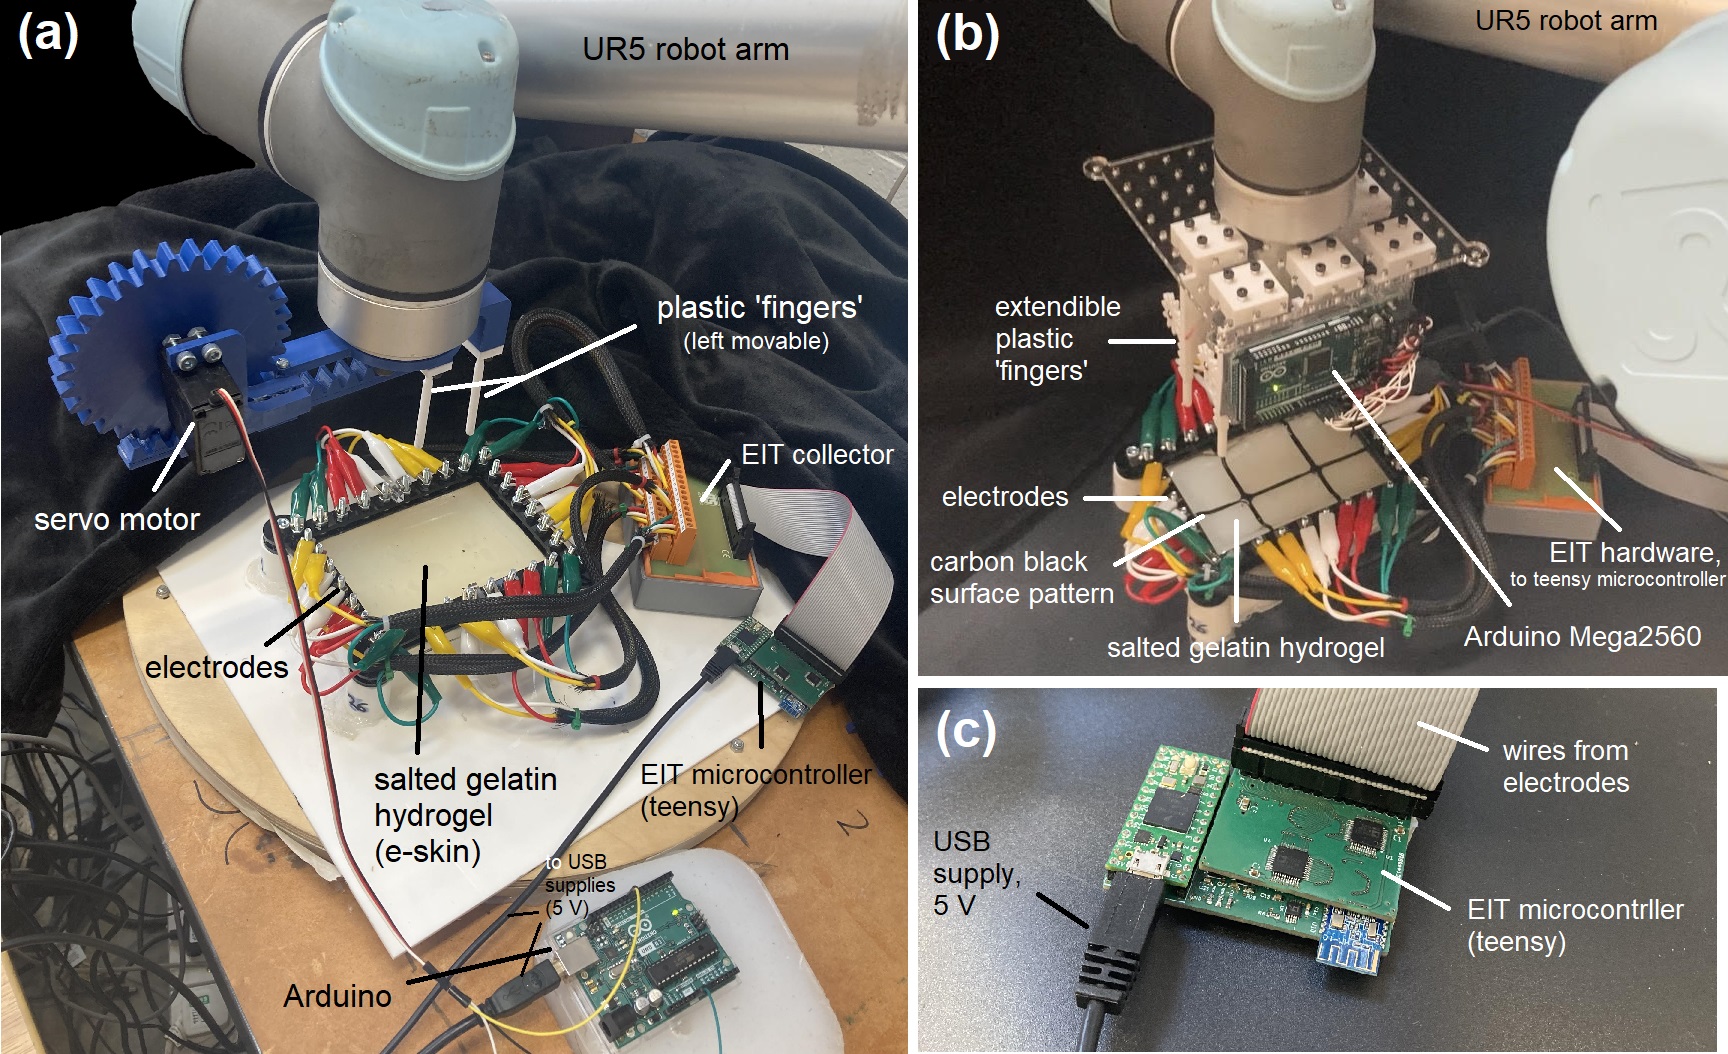 (a)
UR5 robot arm
plastic 'fingers'
(left movable)
EIT collector
servo motor
electrodes
salted gelatin
hydrogel
(e-skin)
EIT microcontroller
(teensy)
to USB
supplies
(5 V)
Arduino
(b)
UR5 robot arm
extendible
plastic
'fingers'
electrodes
carbon black
surface pattern
salted gelatin hydrogel
EIT hardware,
to teensy microcontroller
Arduino Mega2560
(c)
wires from
electrodes
USB
supply,
5 V
EIT microcontrller
(teensy)